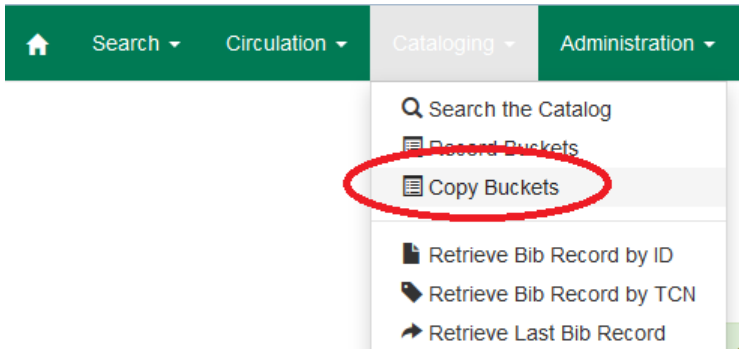 Search Circulation Cataloging Administration
Search the Catalog
Record Buckets
Copy Buckets
Retrieve Bib Record by ID
Retrieve Bib Record by TCN
Retrieve Last Bib Record